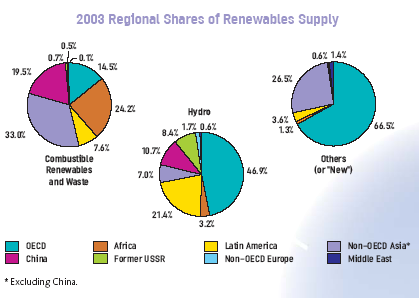 2003 Regional Shares of Renewables Supply
0.5%
0.7% 0.1%
19.5% 14.5%
24.2%
33.0%
7.6%
Combustible
Renewables
and Waste
Hydro
1.7% 0.6%
8.4%
10.7%
7.0%
46.9%
21.4%
3.2%
0.6% 1.4%
26.5%
3.6%
1.3%
66.5%
Others
(or "New")
OECD Africa Latin America Non-OECD Asia*
China Former USSR Non-OECD Europe Middle East
* Excluding China.